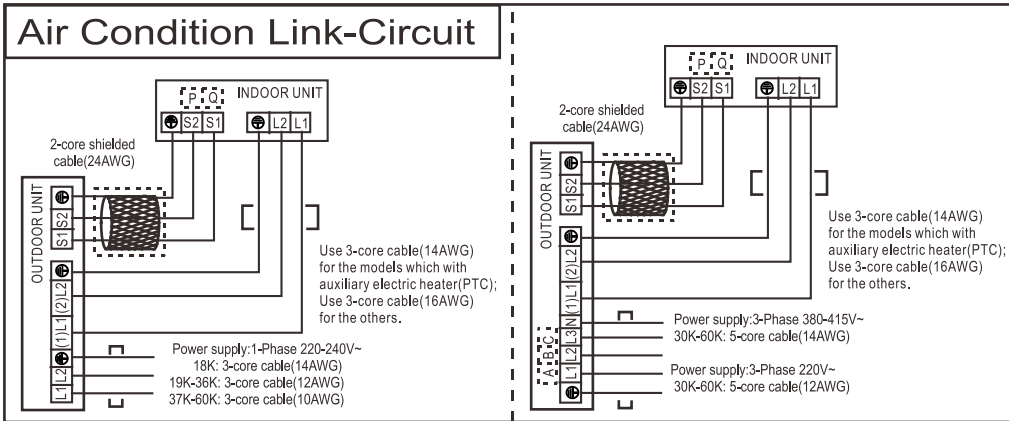 Air Condition Link-Circuit
P Q
INDOOR UNIT
S2 S1
L2 L1
2-core shielded
cable(24AWG)
OUTDOOR UNIT
S2
S1
(2)L2
(1)L1
L2
L1
Use 3-core cable(14AWG)
for the models which with
auxiliary electric heater(PTC);
Use 3-core cable(16AWG)
for the others.
Power supply:1-Phase 220-240V~
18K: 3-core cable(14AWG)
19K-36K: 3-core cable(12AWG)
37K-60K: 3-core cable(10AWG)
P Q
INDOOR UNIT
S2 S1
L2 L1
2-core shielded
cable(24AWG)
OUTDOOR UNIT
S2
S1
(2)L2
(1)L1
N
L3
L2
L1
A B C
Use 3-core cable(14AWG)
for the models which with
auxiliary electric heater(PTC);
Use 3-core cable(16AWG)
for the others.
Power supply:3-Phase 380-415V~
30K-60K: 5-core cable(14AWG)
Power supply:3-Phase 220V~
30K-60K: 5-core cable(12AWG)